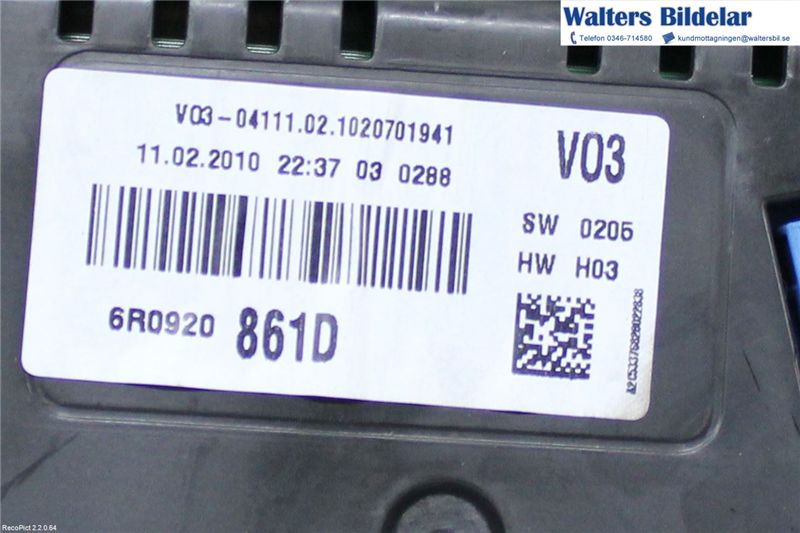 Walters Bildelar
Telefon 0346-714580 kundmottagningen@waltersbil.se
V03-04111.02.1020701941
11.02.2010 22:37 03 0288
V03
SW 0205
HW H03
6R0920 861D
RecoPict 2.2.0.64